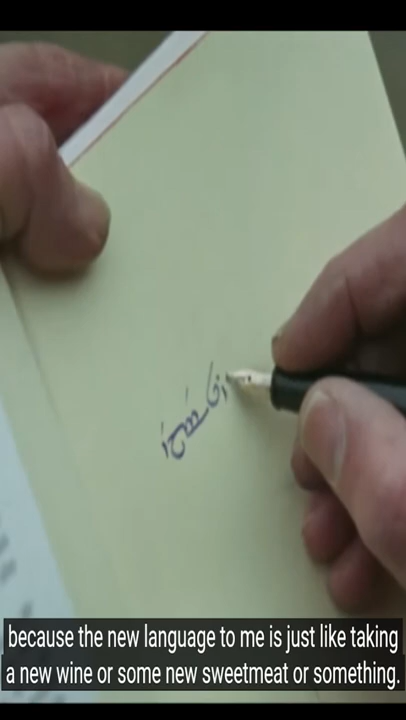 because the new language to me is just like taking
a new wine or some new sweetmeat or something.